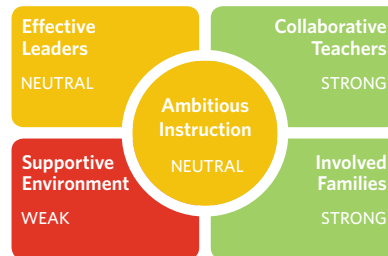 Effective
Leaders
NEUTRAL
Collaborative
Teachers
STRONG
Ambitious
Instruction
NEUTRAL
Supportive
Environment
WEAK
Involved
Families
STRONG